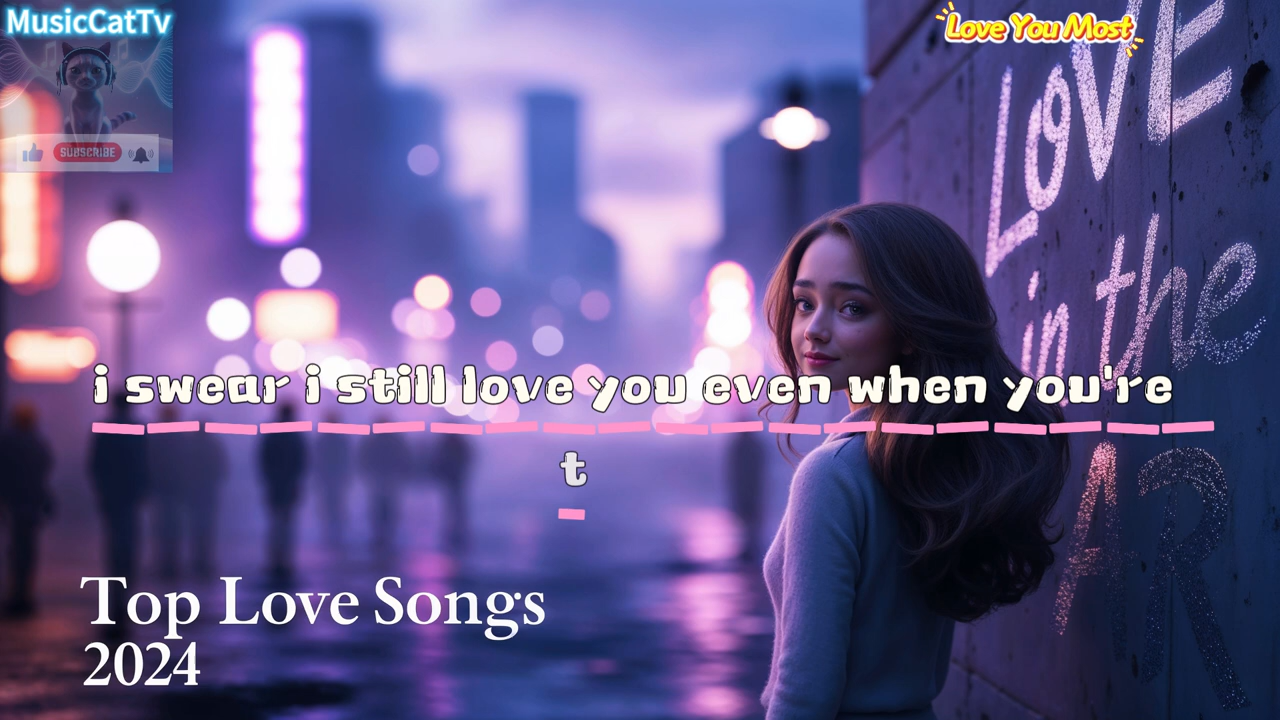 MusicCatTv
SUBSCRIBE
Love You Most
LOVE
in the
AR
i swear i still love you even when you're
t
Top Love Songs
2024